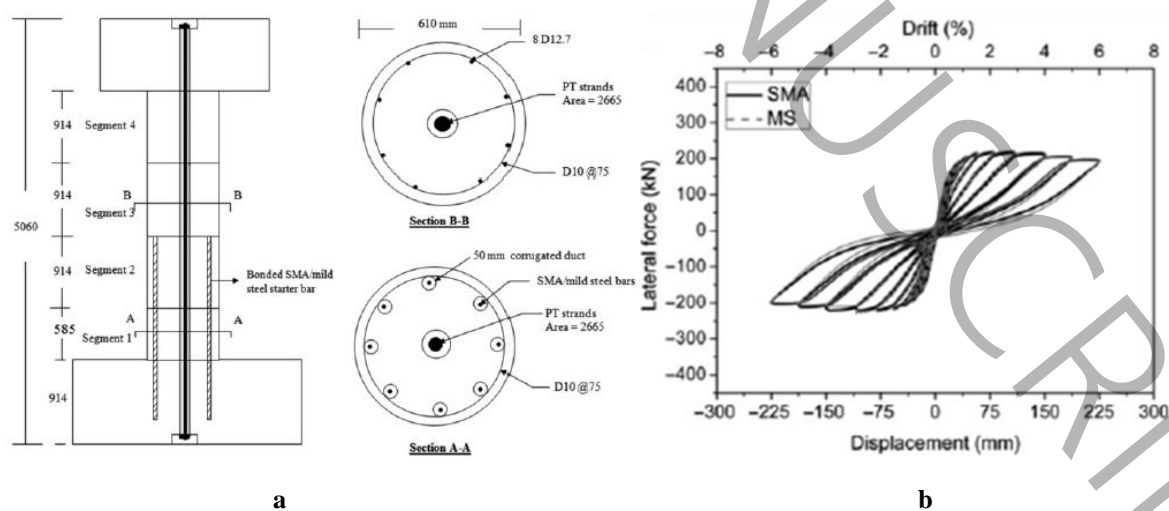 914
Segment 4
914
B
B
Segment 3
5060
914
Segment 2
Bonded SMA/mild
steel starter bar
A
A
585
Segment 1
914
610 mm
8 D12.7
PT strands
Area = 2665
D10 @75
Section B-B
50 mm corrugated duct
SMA/mild steel bars
PT strands
Area = 2665
D10 @75
Section A-A
a
Drift (%)
-8 -6 -4 -2 0 2 4 6 8
SMA
MS
Lateral force (kN)
400
300
200
100
0
-100
-200
-300
-400
-300 -225 -150 -75 0 75 150 225 300
Displacement (mm)
b
NUSCRI